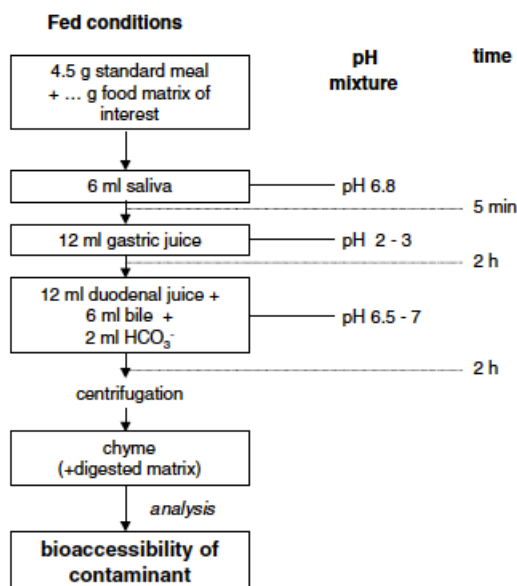 Fed conditions
pH
mixture
time
4.5 g standard meal
+ ... g food matrix of
interest
6 ml saliva
pH 6.8
5 min
12 ml gastric juice
pH 2 - 3
2 h
12 ml duodenal juice +
6 ml bile +
2 ml HCO₃⁻
pH 6.5 - 7
2 h
centrifugation
chyme
(+digested matrix)
analysis
bioaccessibility of
contaminant